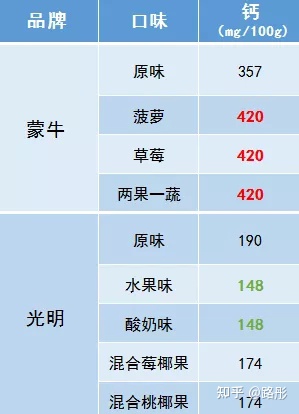 品牌 口味 钙
(mg/100g)
蒙牛
原味 357
菠萝 420
草莓 420
两果一蔬 420
光明
原味 190
水果味 148
酸奶味 148
混合莓椰果 174
混合桃椰果 174
知乎 @璐彤